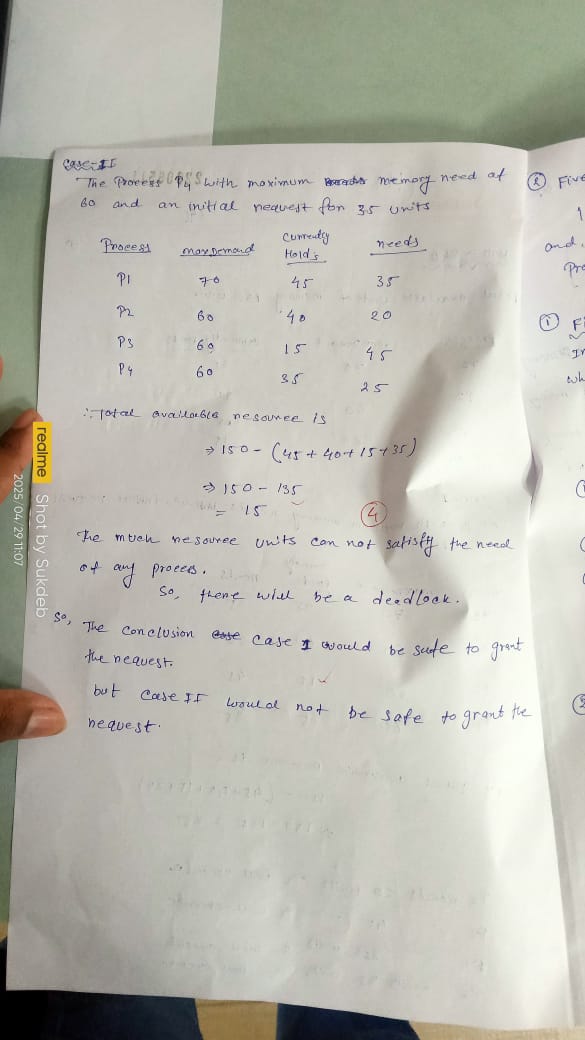 Case-II
The Process P4 with maximum memory need of
60 and an initial request for 35 units
Process max Demand Currently Holds needs
P1 70 45 35
P2 60 40 20
P3 60 15 45
P4 60 35 25
∴ Total available resource is
⇒ 150 - (45 + 40 + 15 + 35)
⇒ 150 - 135
= 15
4
The much resource units can not satisfy the need
of any process.
So, there will be a deadlock.
So, The Conclusion case I would be safe to grant
the request.
but Case II would not be safe to grant the
request.
② Five
1
and
Pro
① Fi
In
wh
realme Shot by Sukdeb
2025/04/29 11:07